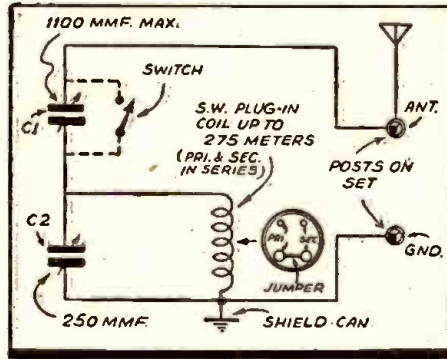 1100 MMF. MAX.
SWITCH
C1
S.W. PLUG-IN
COIL UP TO
275 METERS
(PRI. & SEC.
IN SERIES)
ANT.
POSTS ON
SET
C2
PRI.
SEC.
JUMPER
GND.
250 MMF.
SHIELD CAN